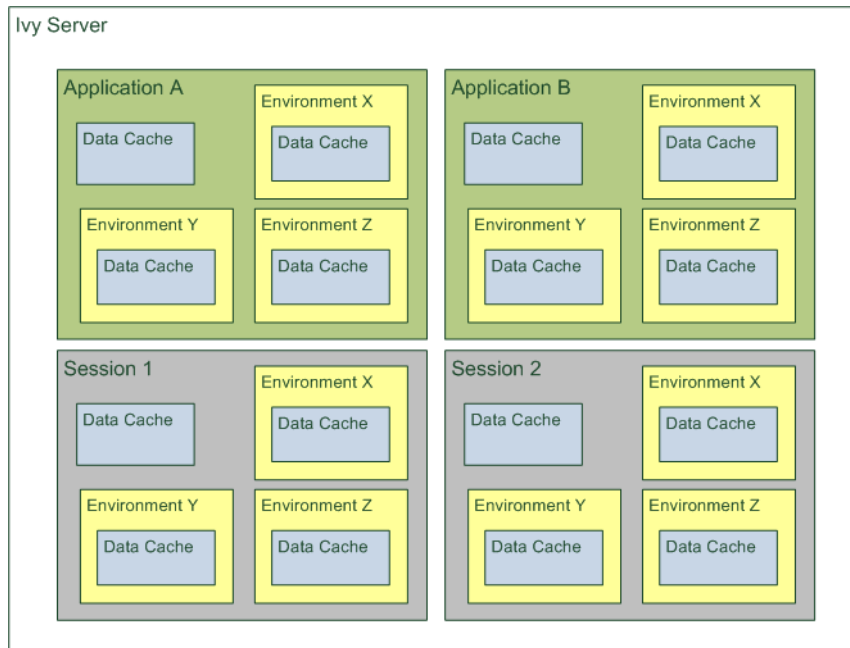 Ivy Server
Application A
Environment X
Data Cache
Data Cache
Environment Y
Data Cache
Environment Z
Data Cache
Application B
Environment X
Data Cache
Data Cache
Environment Y
Data Cache
Environment Z
Data Cache
Session 1
Environment X
Data Cache
Data Cache
Environment Y
Data Cache
Environment Z
Data Cache
Session 2
Environment X
Data Cache
Data Cache
Environment Y
Data Cache
Environment Z
Data Cache